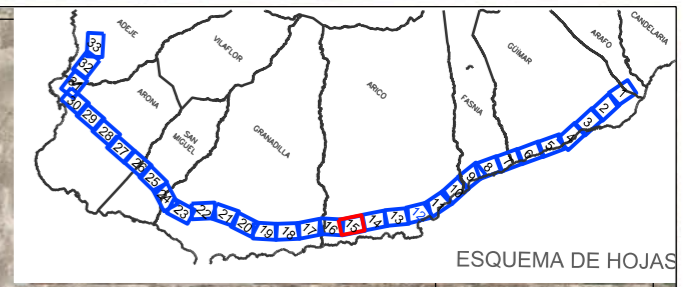 ADEJE
VILAFLOR
ARONA
SAN
MIGUEL
GRANADILLA
ARICO
FASNIA
GÜIMAR
ARAFO
CANDELARIA
33
32
31
30
29
28
27
26
25
24
23
22
21
20
19
18
17
16
15
14
13
12
11
10
9
8
7
6
5
4
3
2
1
ESQUEMA DE HOJAS